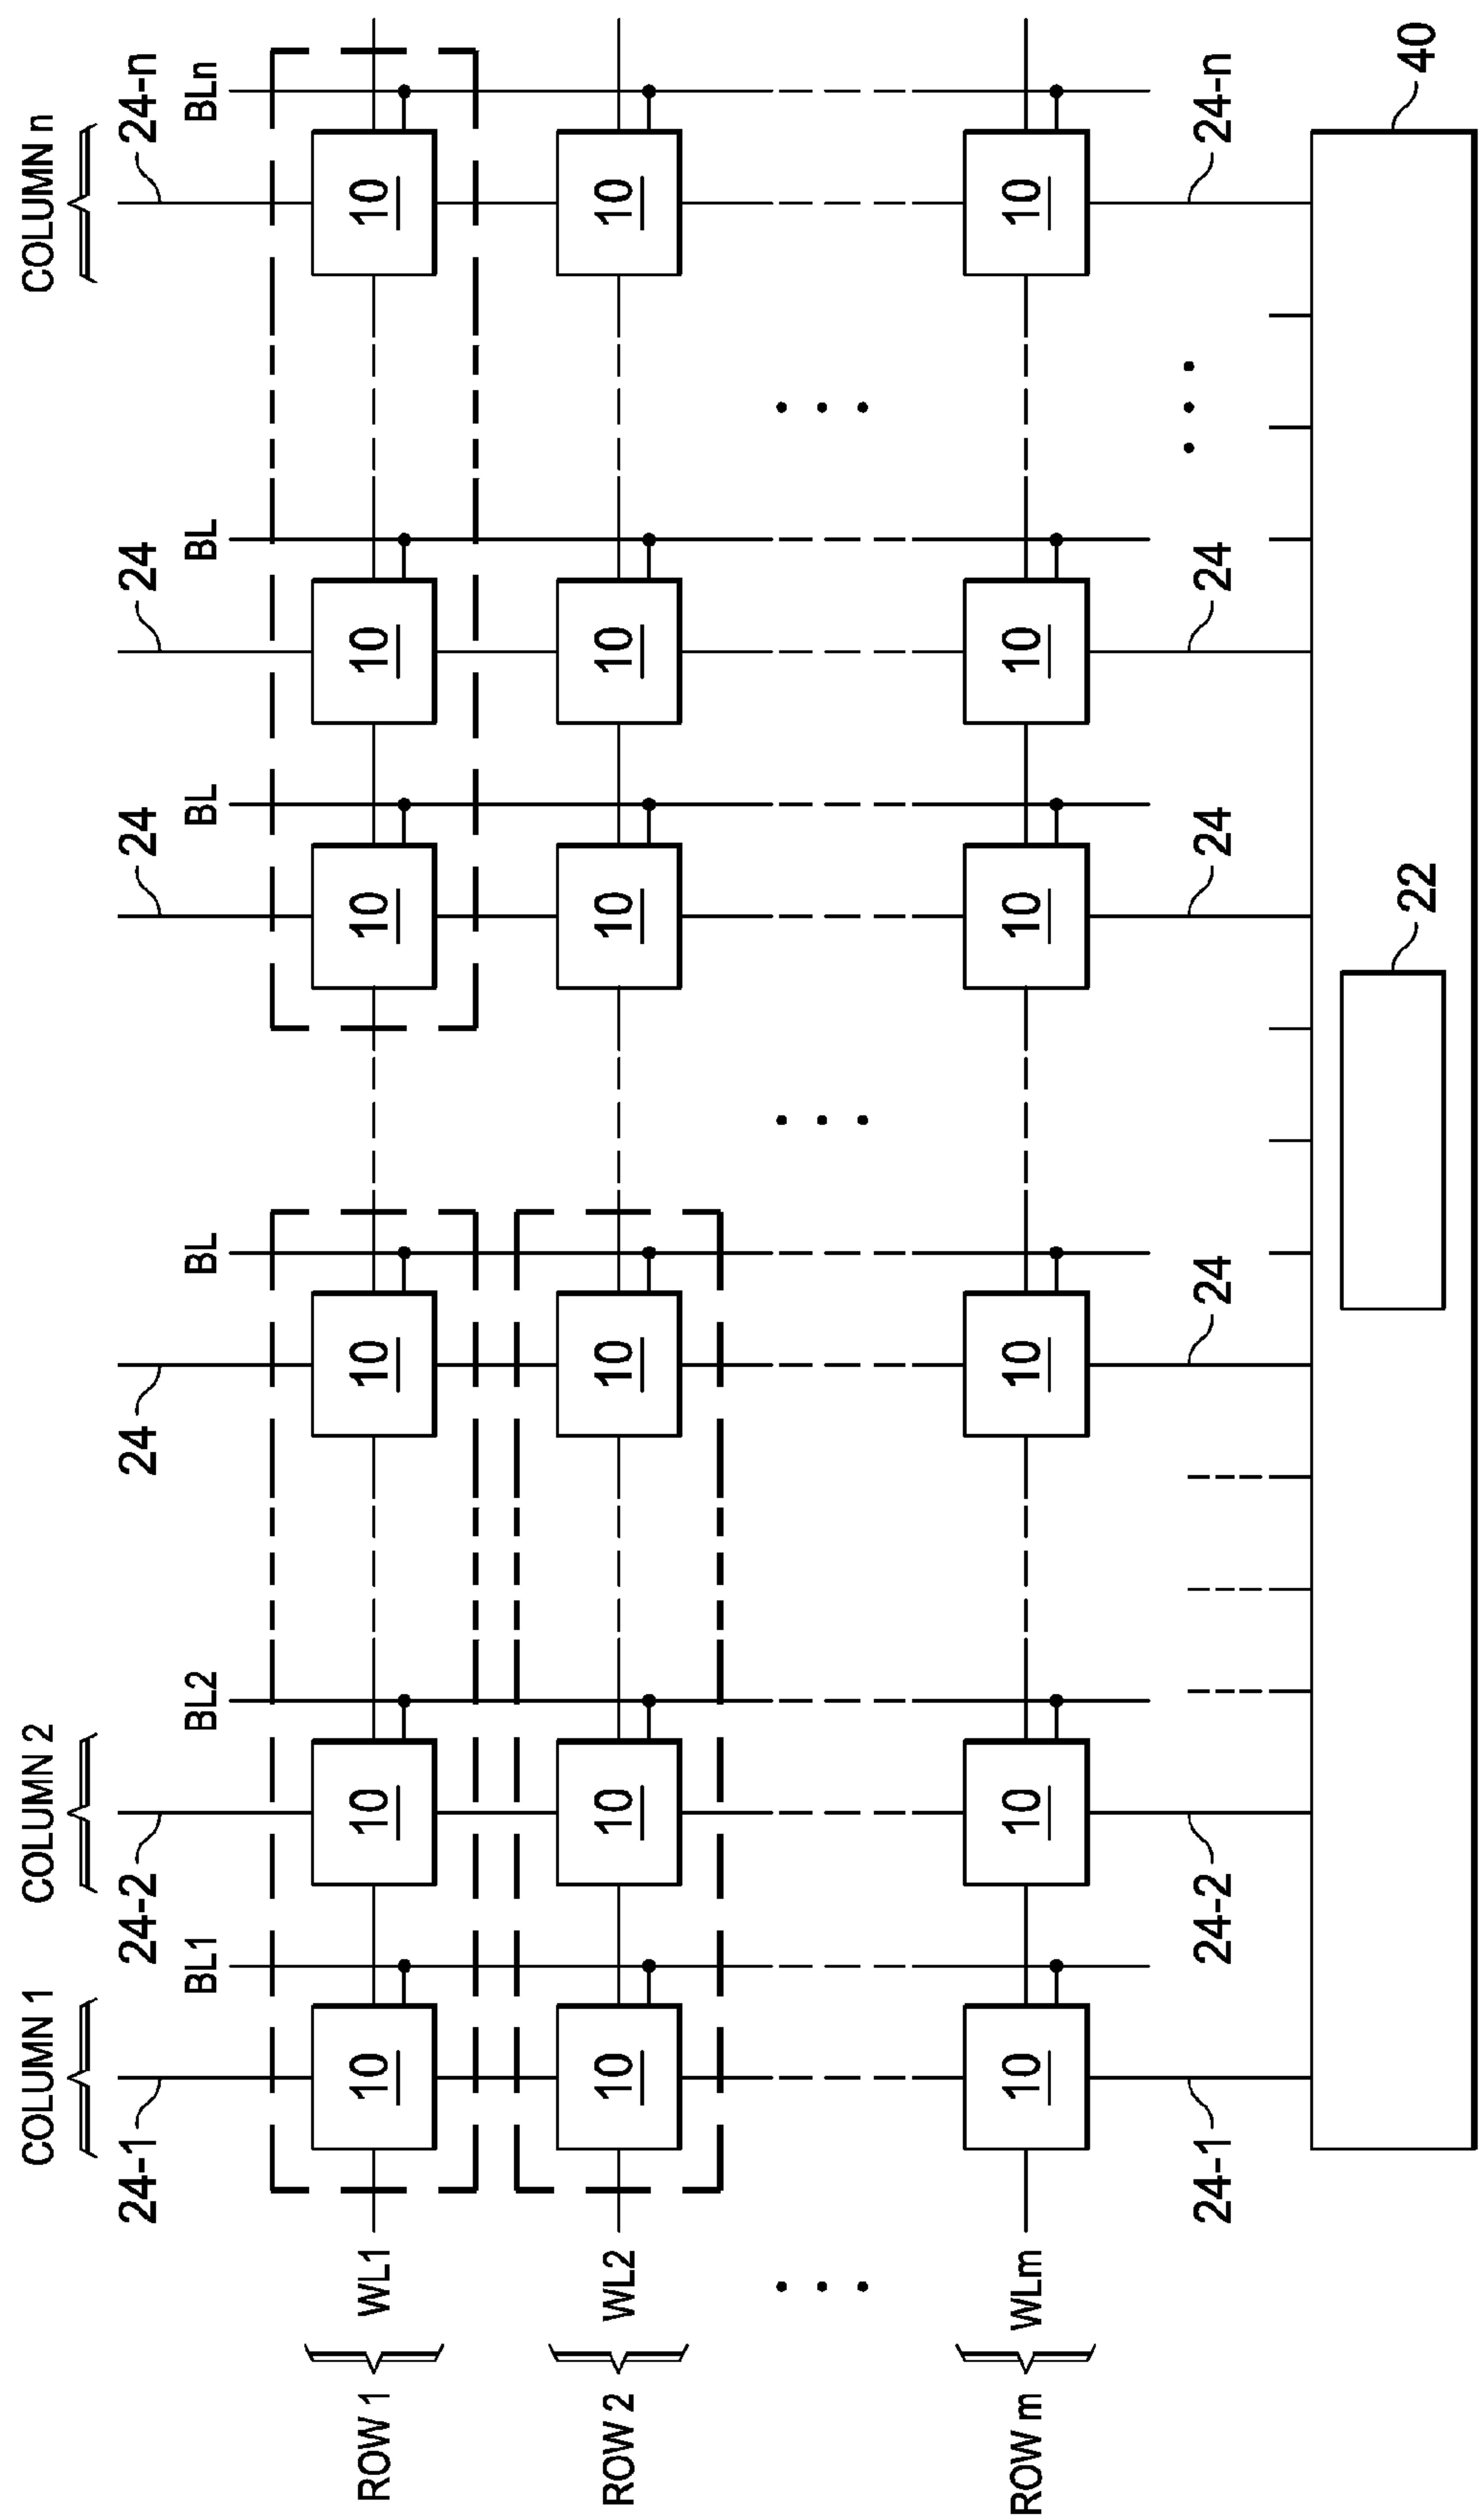 COLUMN 1 COLUMN 2 COLUMN n
24-1 24-2 24 24 24 24-n
BL1 BL2 BL BL BL BLn
ROW 1 WL1 10 10 10 10 10 10
ROW 2 WL2 10 10 10 10 10 10
ROW m WLm 10 10 10 10 10 10
24-1 24-2 24 24 24 24-n
22 40